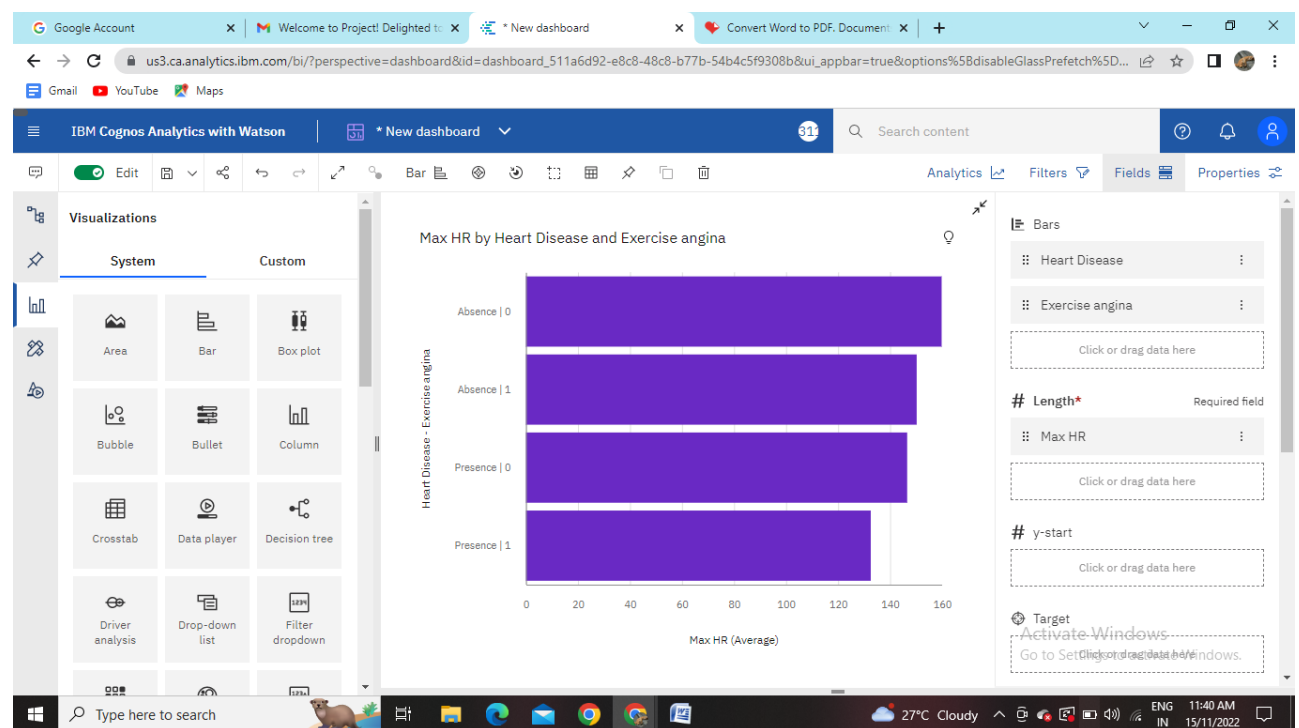 Google Account
Welcome to Project! Delighted to
* New dashboard
Convert Word to PDF. Document
us3.ca.analytics.ibm.com/bi/?perspective=dashboard&id=dashboard_511a6d92-e8c8-48c8-b77b-54b4c5f9308b&ui_appbar=true&options%5BdisableGlassPrefetch%5D...
Gmail YouTube Maps
IBM Cognos Analytics with Watson
* New dashboard
Search content
Edit
Bar
Analytics
Filters
Fields
Properties
Visualizations
System Custom
Area Bar Box plot
Bubble Bullet Column
Crosstab Data player Decision tree
Driver analysis
Drop-down list
Filter dropdown
Max HR by Heart Disease and Exercise angina
Heart Disease - Exercise angina
Absence | 0
Absence | 1
Presence | 0
Presence | 1
0 20 40 60 80 100 120 140 160
Max HR (Average)
Bars
Heart Disease
Exercise angina
Click or drag data here
# Length* Required field
Max HR
Click or drag data here
# y-start
Click or drag data here
Target
Click or drag data here
Activate Windows
Go to Settings to activate Windows.
Type here to search
27°C Cloudy
ENG
IN
11:40 AM
15/11/2022